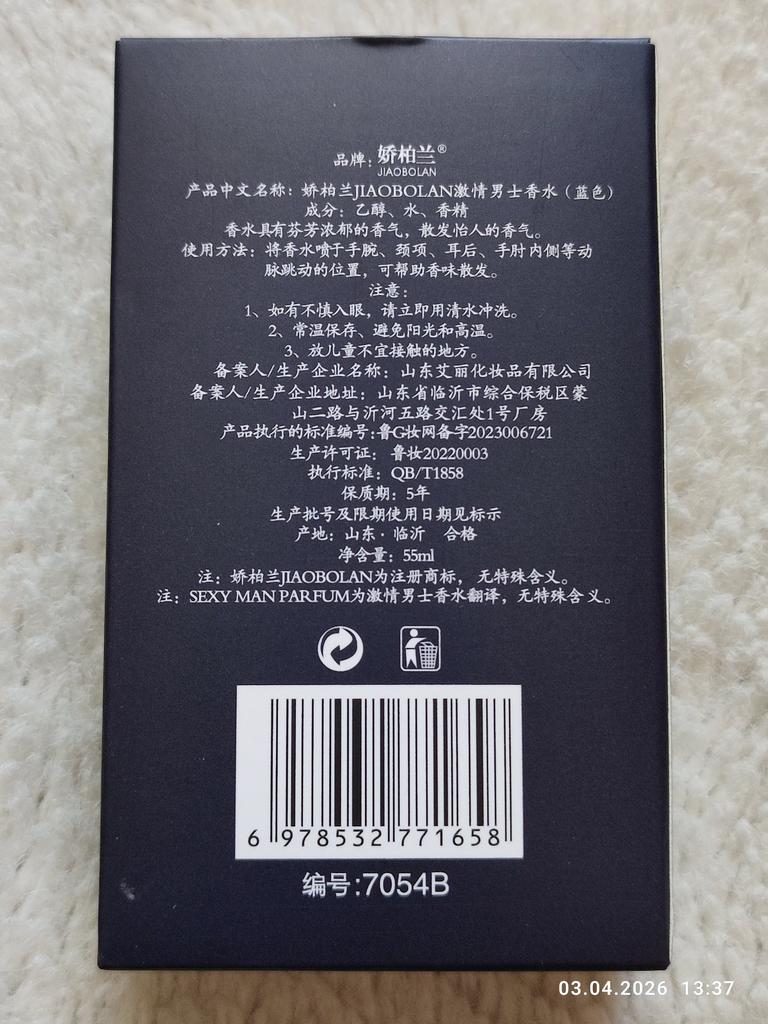 品牌: 娇柏兰®
JIAOBOLAN
产品中文名称：娇柏兰JIAOBOLAN激情男士香水（蓝色）
成分：乙醇、水、香精
香水具有芬芳浓郁的香气，散发怡人的香气。
使用方法：将香水喷于手腕、颈项、耳后、手肘内侧等动
脉跳动的位置，可帮助香味散发。
注意：
1、如有不慎入眼，请立即用清水冲洗。
2、常温保存、避免阳光和高温。
3、放儿童不宜接触的地方。
备案人/生产企业名称：山东艾丽化妆品有限公司
备案人/生产企业地址：山东省临沂市综合保税区蒙
山二路与沂河五路交汇处1号厂房
产品执行的标准编号:鲁G妆网备字2023006721
生产许可证： 鲁妆20220003
执行标准：QB/T1858
保质期：5年
生产批号及限期使用日期见标示
产地：山东·临沂 合格
净含量：55ml
注：娇柏兰JIAOBOLAN为注册商标，无特殊含义。
注：SEXY MAN PARFUM为激情男士香水翻译，无特殊含义。
6 978532 771658
编号:7054B
03.04.2026 13:37